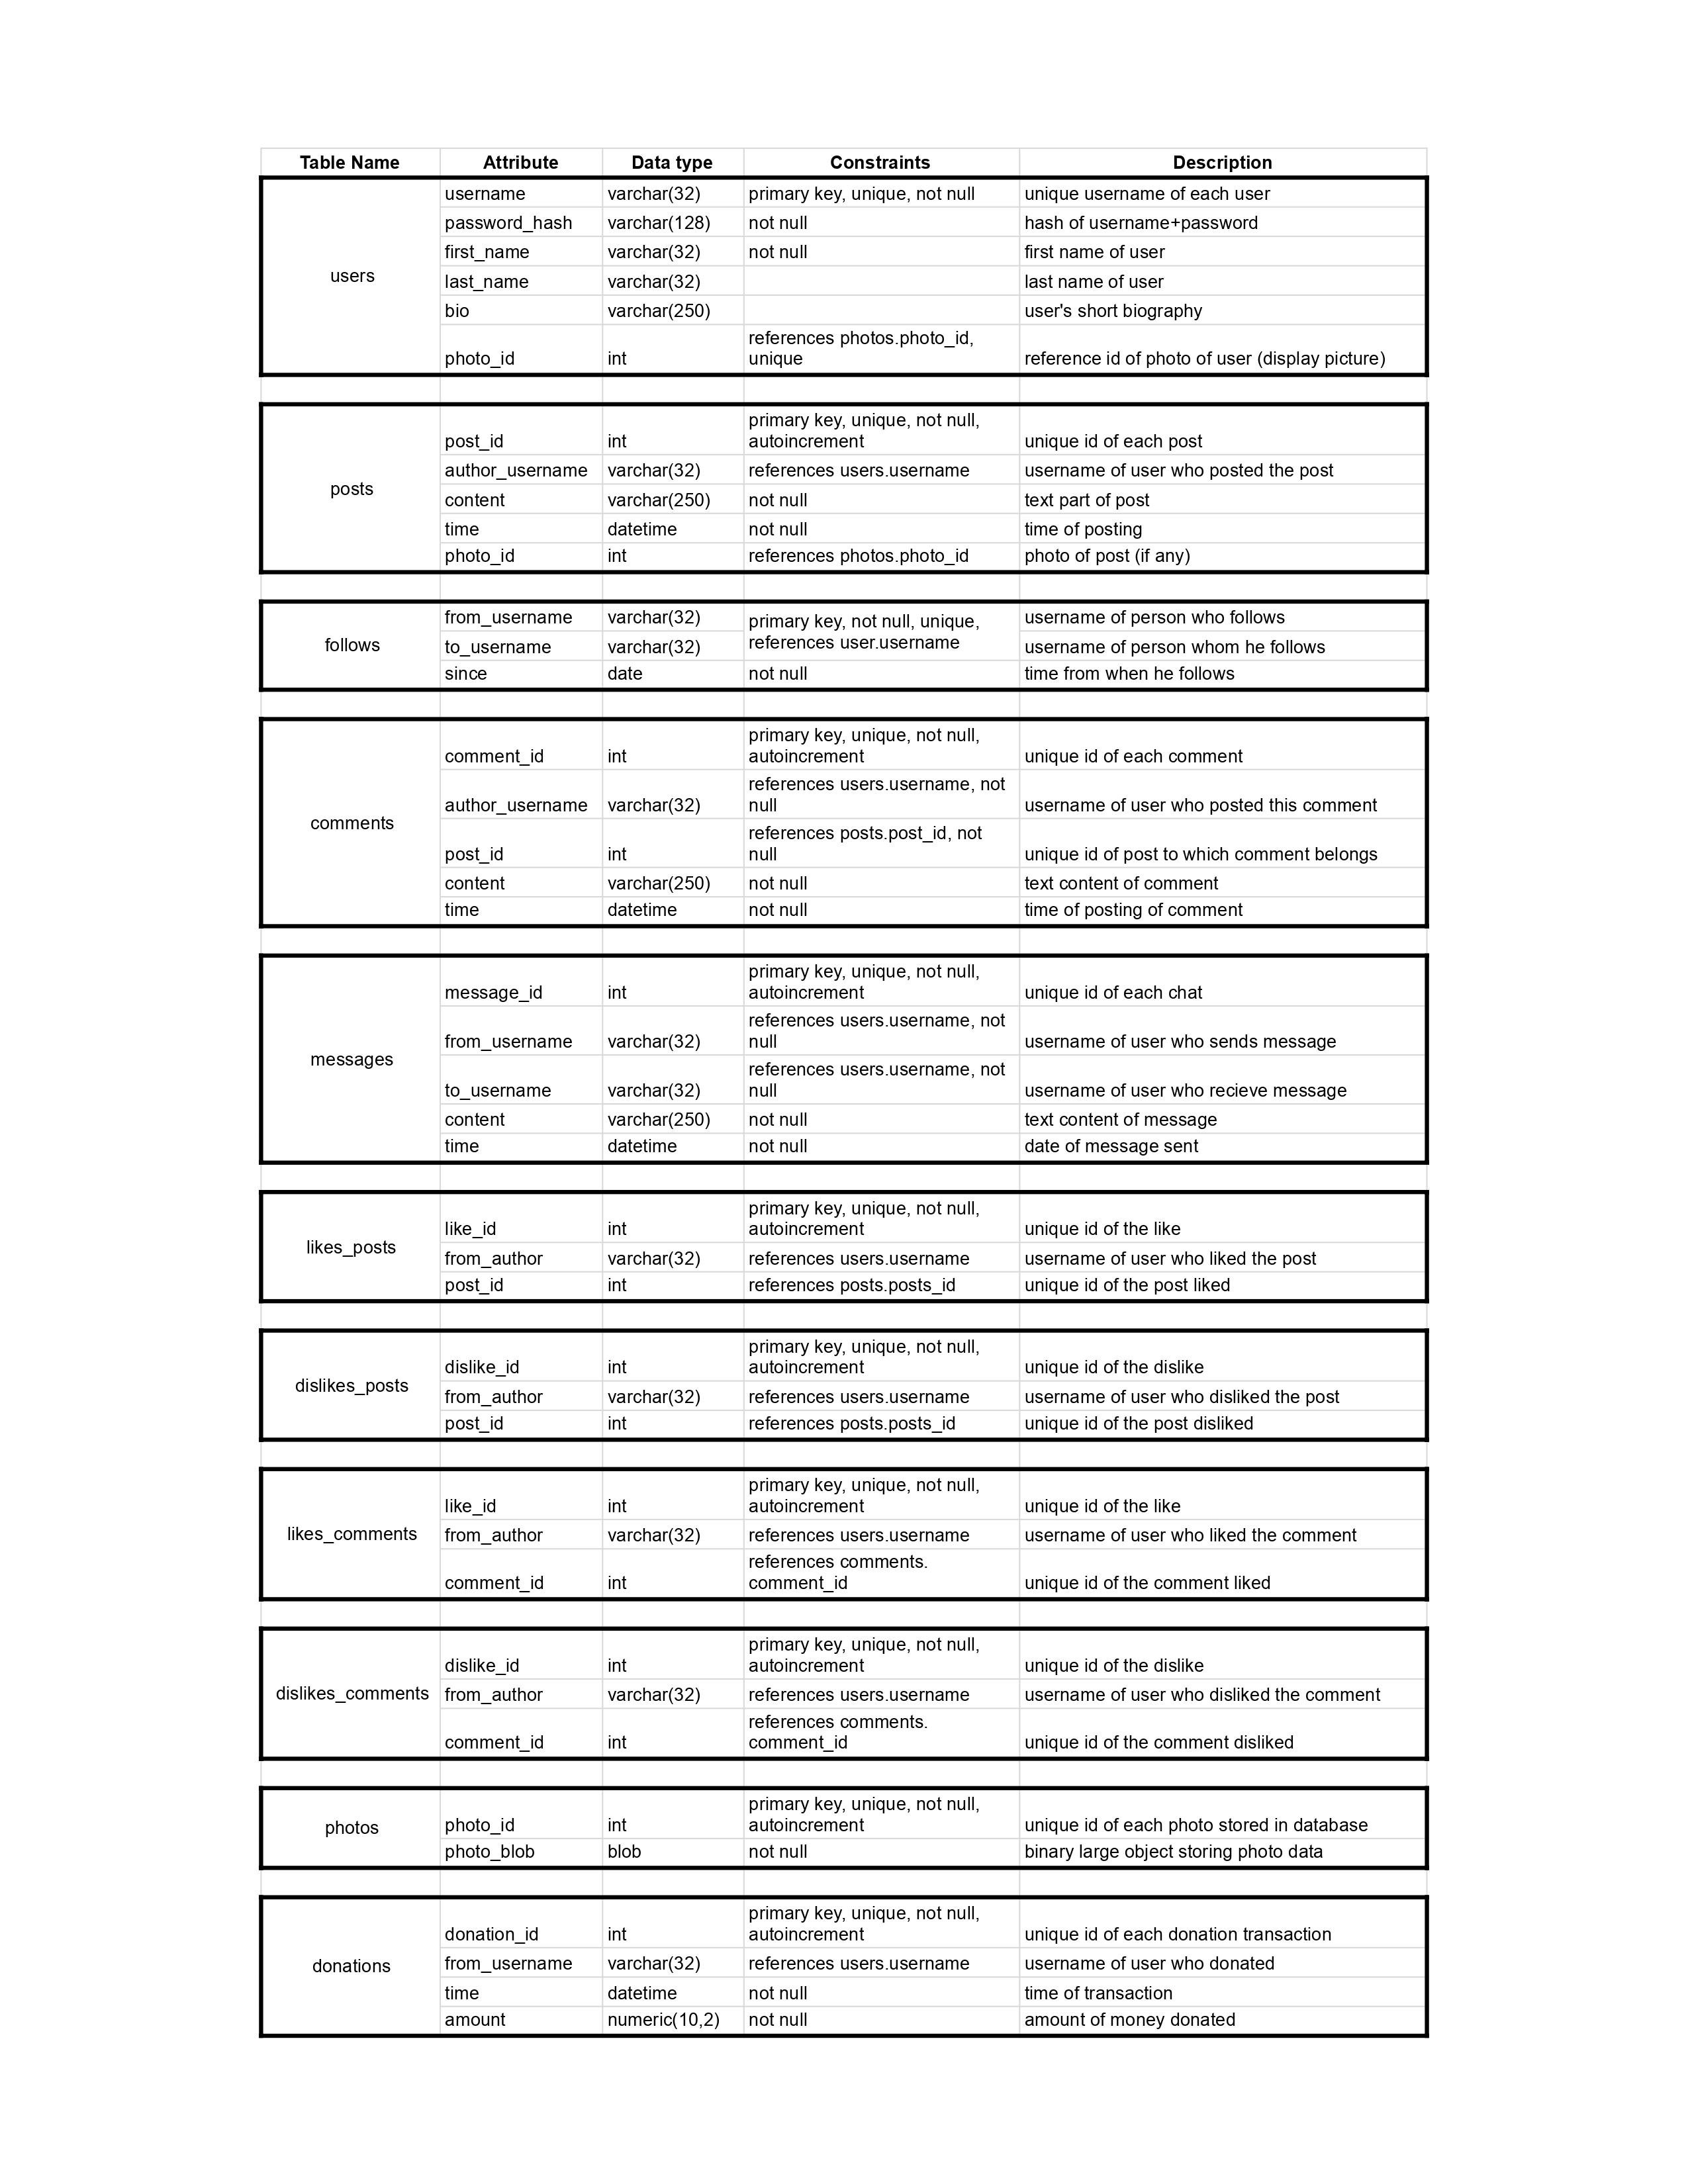 Table Name Attribute Data type Constraints Description
users
username varchar(32) primary key, unique, not null unique username of each user
password_hash varchar(128) not null hash of username+password
first_name varchar(32) not null first name of user
last_name varchar(32) last name of user
bio varchar(250) user's short biography
photo_id int references photos.photo_id,
unique reference id of photo of user (display picture)
posts
post_id int primary key, unique, not null,
autoincrement unique id of each post
author_username varchar(32) references users.username username of user who posted the post
content varchar(250) not null text part of post
time datetime not null time of posting
photo_id int references photos.photo_id photo of post (if any)
follows
from_username varchar(32) primary key, not null, unique,
references user.username username of person who follows
to_username varchar(32) username of person whom he follows
since date not null time from when he follows
comments
comment_id int primary key, unique, not null,
autoincrement unique id of each comment
author_username varchar(32) references users.username, not
null username of user who posted this comment
post_id int references posts.post_id, not
null unique id of post to which comment belongs
content varchar(250) not null text content of comment
time datetime not null time of posting of comment
messages
message_id int primary key, unique, not null,
autoincrement unique id of each chat
from_username varchar(32) references users.username, not
null username of user who sends message
to_username varchar(32) references users.username, not
null username of user who recieve message
content varchar(250) not null text content of message
time datetime not null date of message sent
likes_posts
like_id int primary key, unique, not null,
autoincrement unique id of the like
from_author varchar(32) references users.username username of user who liked the post
post_id int references posts.posts_id unique id of the post liked
dislikes_posts
dislike_id int primary key, unique, not null,
autoincrement unique id of the dislike
from_author varchar(32) references users.username username of user who disliked the post
post_id int references posts.posts_id unique id of the post disliked
likes_comments
like_id int primary key, unique, not null,
autoincrement unique id of the like
from_author varchar(32) references users.username username of user who liked the comment
comment_id int references comments.
comment_id unique id of the comment liked
dislikes_comments
dislike_id int primary key, unique, not null,
autoincrement unique id of the dislike
from_author varchar(32) references users.username username of user who disliked the comment
comment_id int references comments.
comment_id unique id of the comment disliked
photos
photo_id int primary key, unique, not null,
autoincrement unique id of each photo stored in database
photo_blob blob not null binary large object storing photo data
donations
donation_id int primary key, unique, not null,
autoincrement unique id of each donation transaction
from_username varchar(32) references users.username username of user who donated
time datetime not null time of transaction
amount numeric(10,2) not null amount of money donated